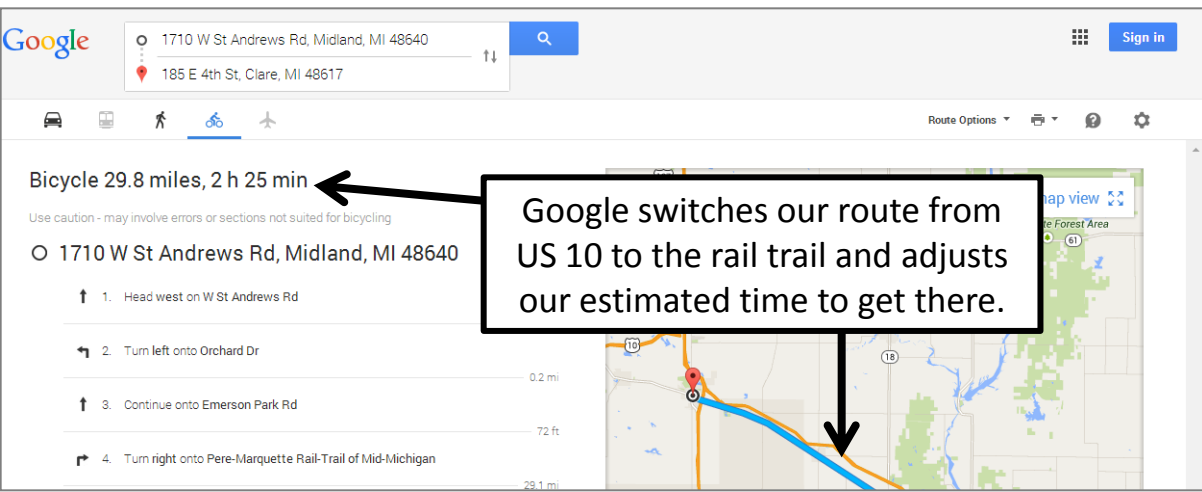 Google
1710 W St Andrews Rd, Midland, MI 48640
185 E 4th St, Clare, MI 48617
Sign in
Route Options
Bicycle 29.8 miles, 2 h 25 min
Use caution - may involve errors or sections not suited for bicycling
1710 W St Andrews Rd, Midland, MI 48640
1. Head west on W St Andrews Rd
2. Turn left onto Orchard Dr
0.2 mi
3. Continue onto Emerson Park Rd
72 ft
4. Turn right onto Pere-Marquette Rail-Trail of Mid-Michigan
29.1 mi
Google switches our route from
US 10 to the rail trail and adjusts
our estimated time to get there.
map view
Forest Area
61
10
18